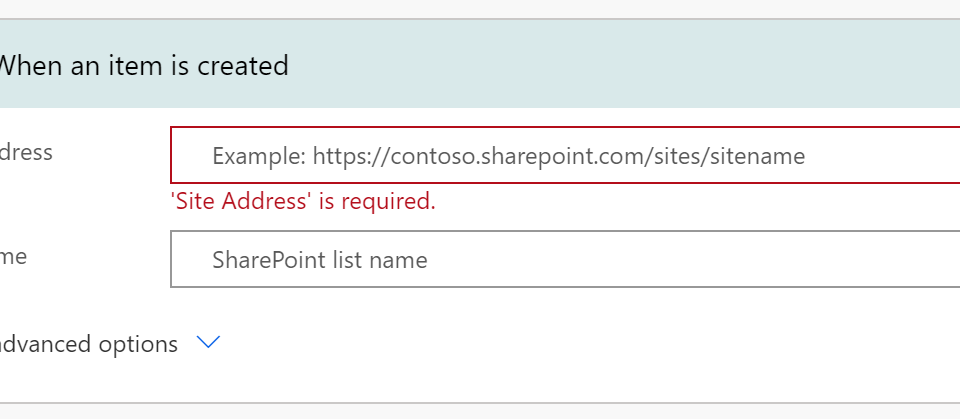 When an item is created
dress
Example: https://contoso.sharepoint.com/sites/sitename
'Site Address' is required.
me
SharePoint list name
advanced options